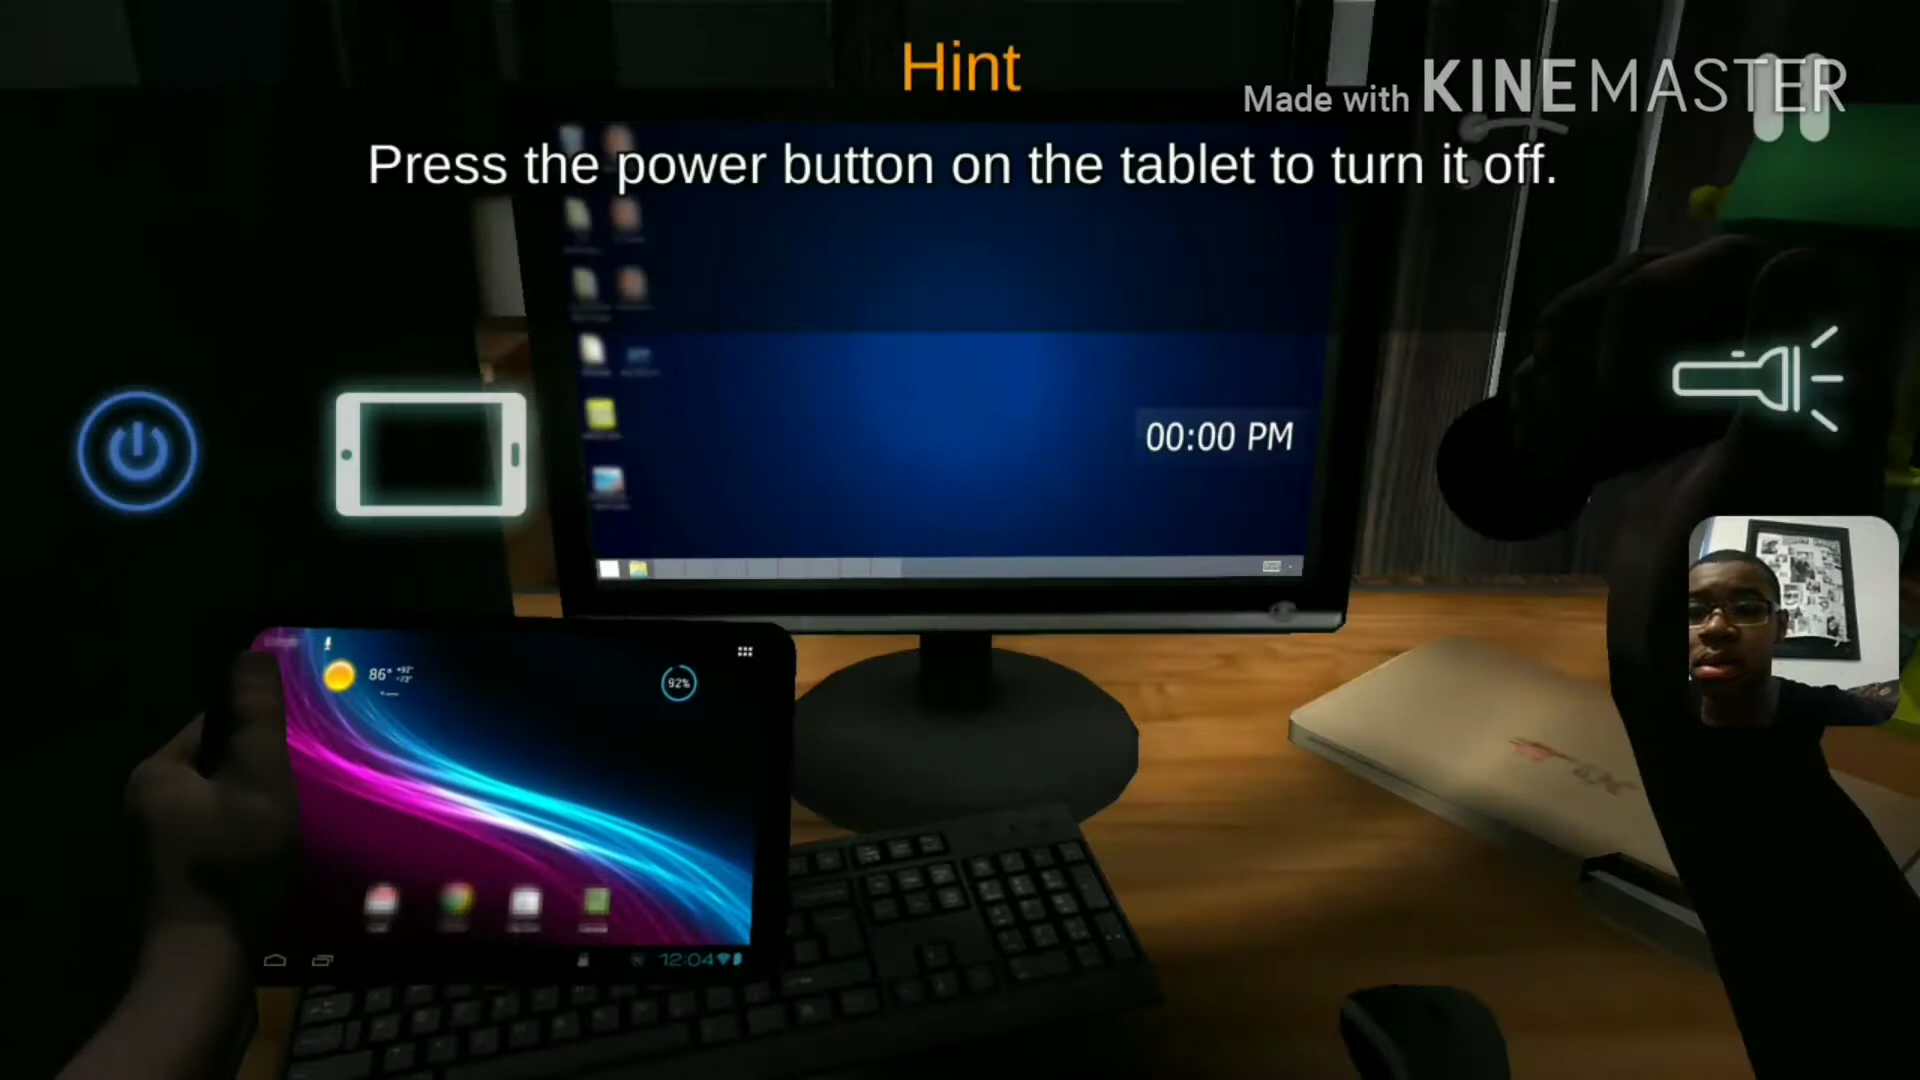 Hint
Made with KINEMASTER
Press the power button on the tablet to turn it off.
00:00 PM
86°
92%
12:04